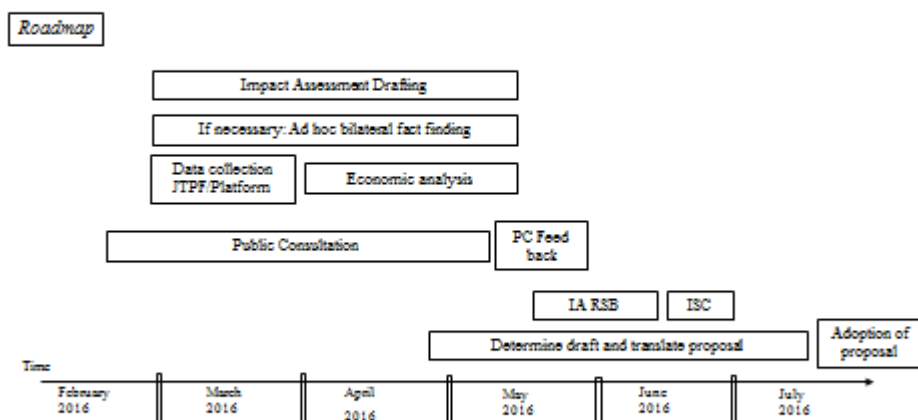 Roadmap
Impact Assessment Drafting
If necessary: Ad hoc bilateral fact finding
Data collection
JTPF/Platform
Economic analysis
Public Consultation
PC Feed
back
IA RSB
ISC
Determine draft and translate proposal
Adoption of
proposal
Time
February
2016
March
2016
April
2016
May
2016
June
2016
July
2016